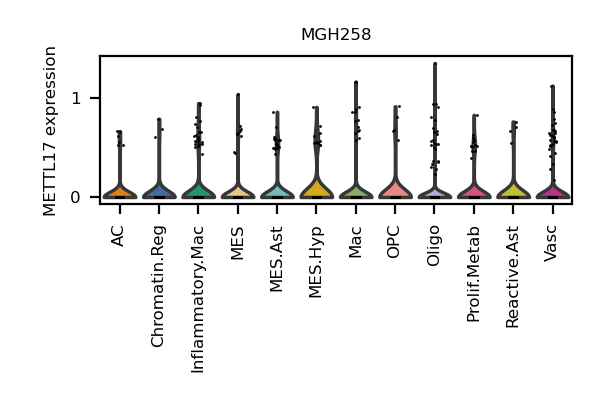 MGH258
METTL17 expression
1
0
AC
Chromatin.Reg
Inflammatory.Mac
MES
MES.Ast
MES.Hyp
Mac
OPC
Oligo
Prolif.Metab
Reactive.Ast
Vasc